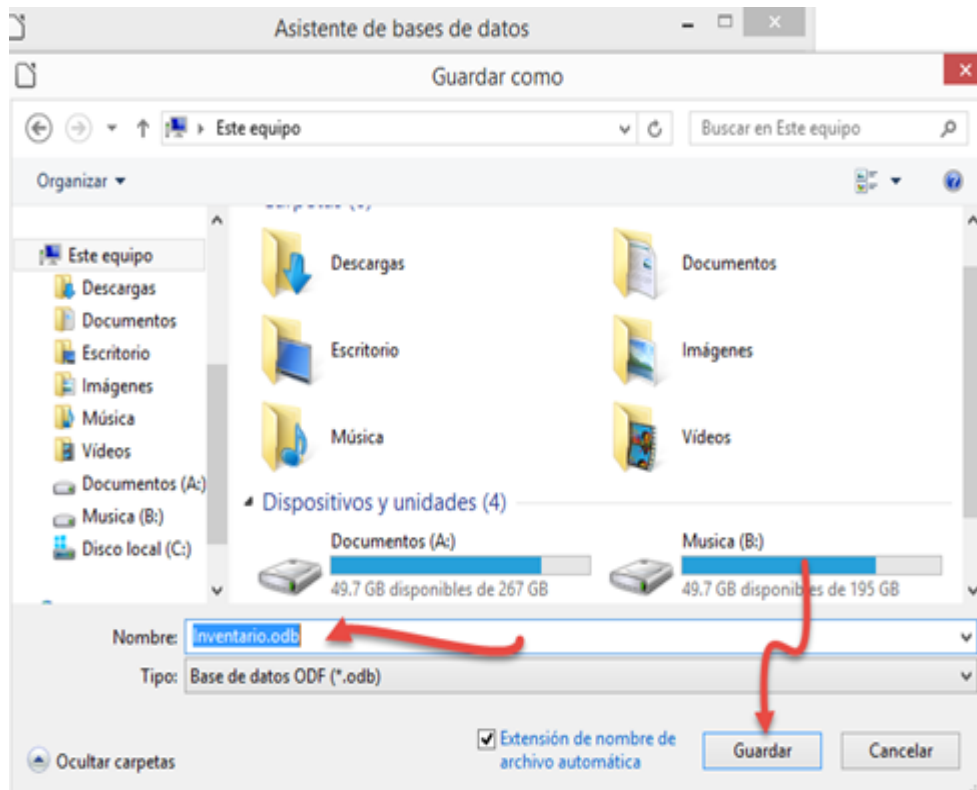 Asistente de bases de datos
Guardar como
Este equipo
Buscar en Este equipo
Organizar
Carpetas (6)
Este equipo
Descargas
Documentos
Escritorio
Imágenes
Música
Vídeos
Documentos (A:)
Musica (B:)
Disco local (C:)
Descargas
Documentos
Escritorio
Imágenes
Música
Vídeos
Dispositivos y unidades (4)
Documentos (A:)
49.7 GB disponibles de 267 GB
Musica (B:)
49.7 GB disponibles de 195 GB
Nombre: Inventario.odb
Tipo: Base de datos ODF (*.odb)
Extensión de nombre de
archivo automática
Guardar
Cancelar
Ocultar carpetas